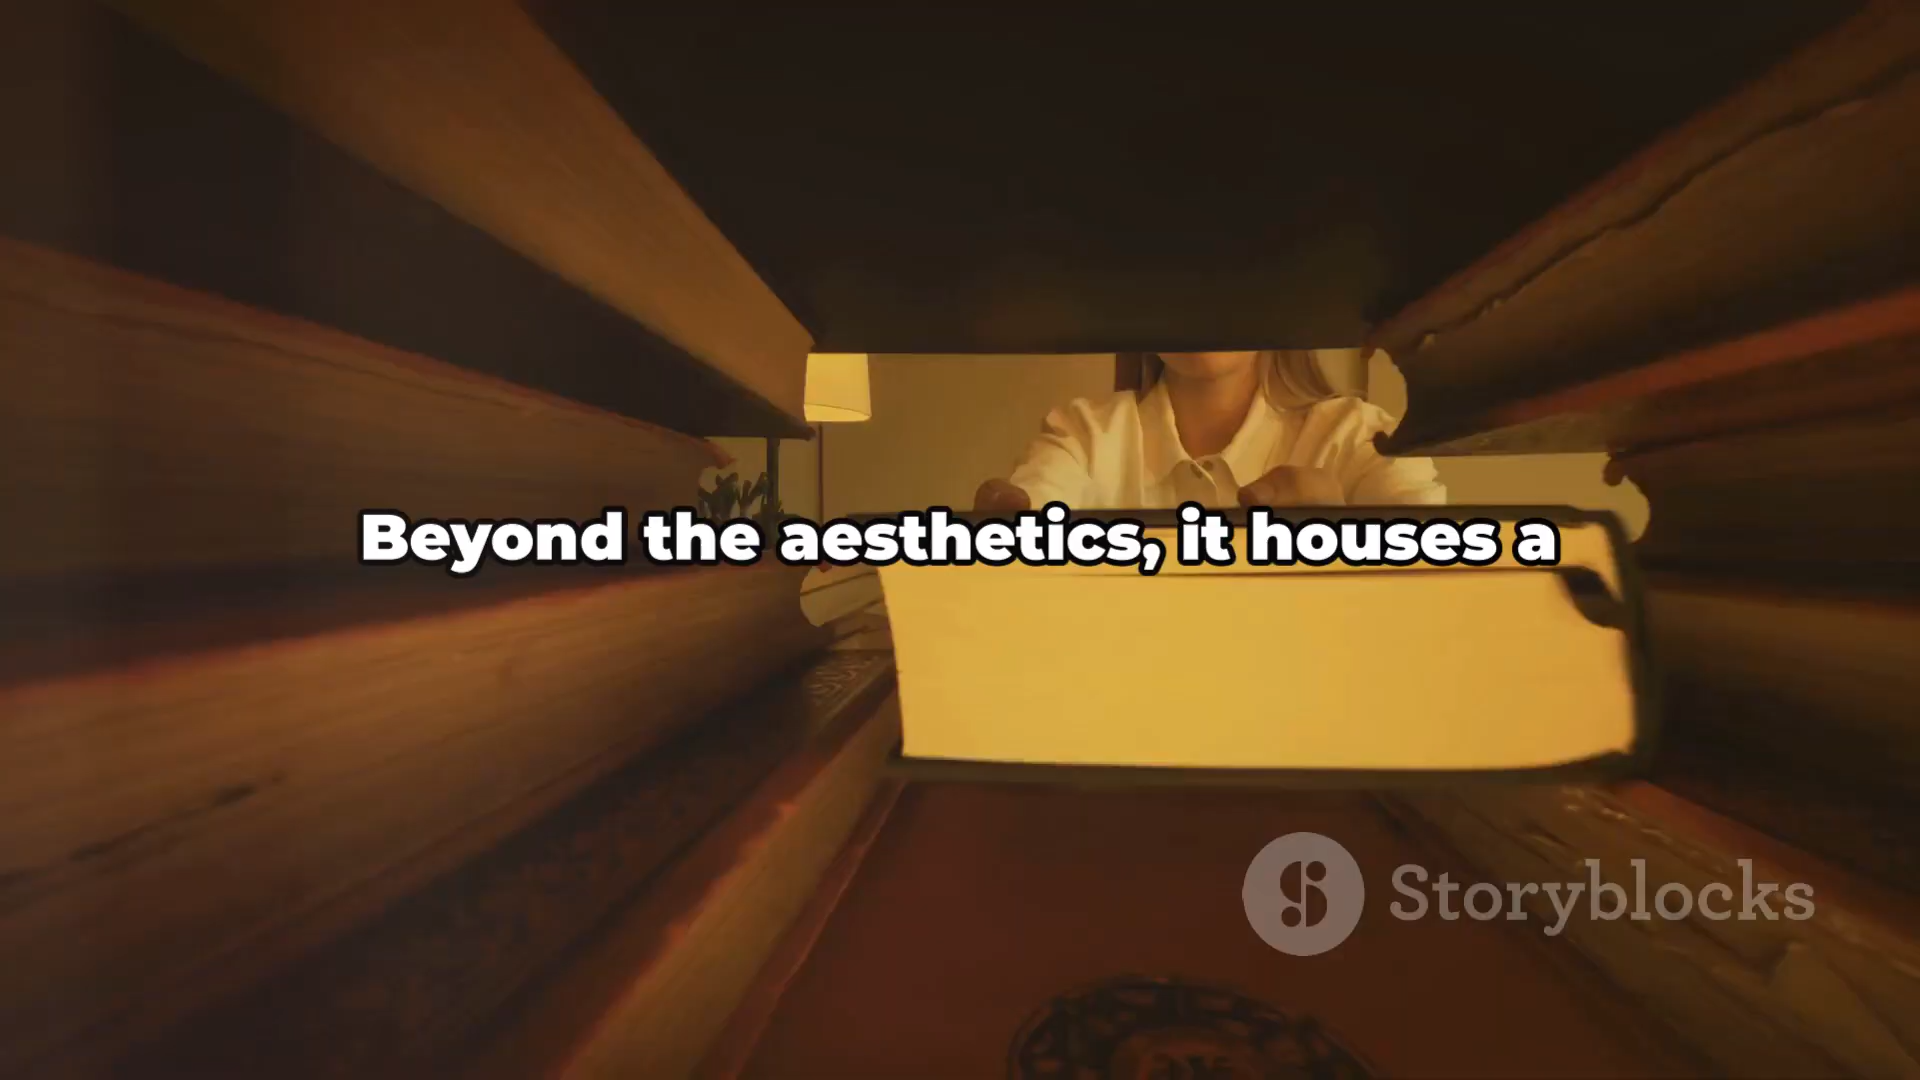 Beyond the aesthetics, it houses a
Storyblocks